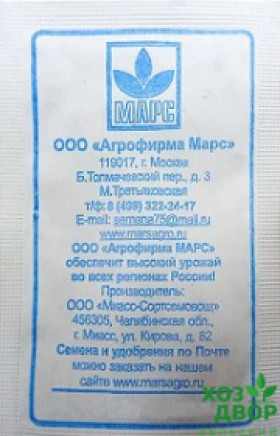 МАРС
ООО «Агрофирма Марс»
119017, г. Москва
Б.Толмачевский пер., д. 3
М.Третьяковская
т/ф: 8 (499) 322-24-17
E-mail: semena75@mail.ru
www.marsagro.ru
ООО «Агрофирма МАРС»
обеспечит высокий урожай
во всех регионах России!
Производитель:
ООО «Миасс-Сортсемовощ»
456305, Челябинская обл.,
г. Миасс, ул. Кирова, д. 82
Семена и удобрения по Почте
можно заказать на нашем
сайте www.marsagro.ru
ХОЗ
ДВОР